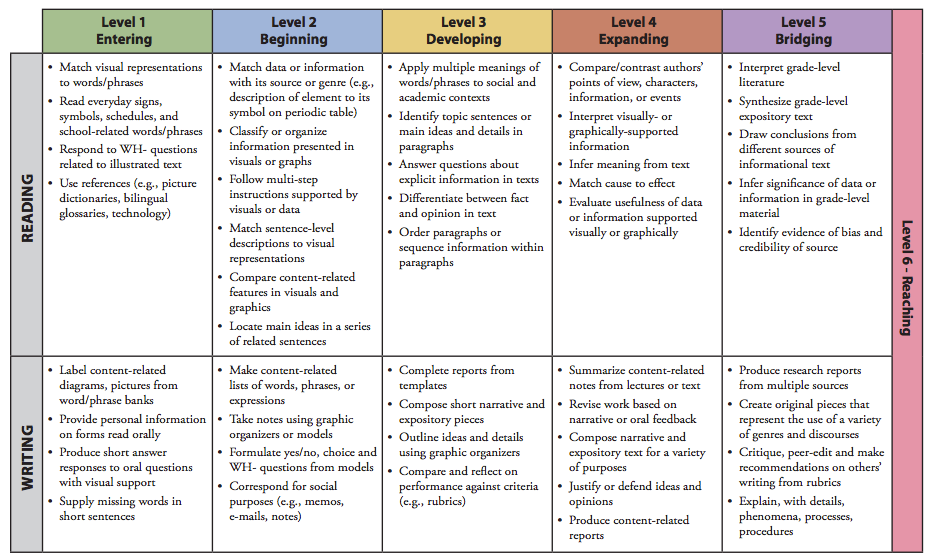 Level 1
Entering
Level 2
Beginning
Level 3
Developing
Level 4
Expanding
Level 5
Bridging
Level 6 - Reaching
READING
• Match visual representations
to words/phrases
• Read everyday signs,
symbols, schedules, and
school-related words/phrases
• Respond to WH- questions
related to illustrated text
• Use references (e.g., picture
dictionaries, bilingual
glossaries, technology)
• Match data or information
with its source or genre (e.g.,
description of element to its
symbol on periodic table)
• Classify or organize
information presented in
visuals or graphs
• Follow multi-step
instructions supported by
visuals or data
• Match sentence-level
descriptions to visual
representations
• Compare content-related
features in visuals and
graphics
• Locate main ideas in a series
of related sentences
• Apply multiple meanings of
words/phrases to social and
academic contexts
• Identify topic sentences or
main ideas and details in
paragraphs
• Answer questions about
explicit information in texts
• Differentiate between fact
and opinion in text
• Order paragraphs or
sequence information within
paragraphs
• Compare/contrast authors'
points of view, characters,
information, or events
• Interpret visually- or
graphically-supported
information
• Infer meaning from text
• Match cause to effect
• Evaluate usefulness of data
or information supported
visually or graphically
• Interpret grade-level
literature
• Synthesize grade-level
expository text
• Draw conclusions from
different sources of
informational text
• Infer significance of data or
information in grade-level
material
• Identify evidence of bias and
credibility of source
WRITING
• Label content-related
diagrams, pictures from
word/phrase banks
• Provide personal information
on forms read orally
• Produce short answer
responses to oral questions
with visual support
• Supply missing words in
short sentences
• Make content-related
lists of words, phrases, or
expressions
• Take notes using graphic
organizers or models
• Formulate yes/no, choice and
WH- questions from models
• Correspond for social
purposes (e.g., memos,
e-mails, notes)
• Complete reports from
templates
• Compose short narrative and
expository pieces
• Outline ideas and details
using graphic organizers
• Compare and reflect on
performance against criteria
(e.g., rubrics)
• Summarize content-related
notes from lectures or text
• Revise work based on
narrative or oral feedback
• Compose narrative and
expository text for a variety
of purposes
• Justify or defend ideas and
opinions
• Produce content-related
reports
• Produce research reports
from multiple sources
• Create original pieces that
represent the use of a variety
of genres and discourses
• Critique, peer-edit and make
recommendations on others'
writing from rubrics
• Explain, with details,
phenomena, processes,
procedures